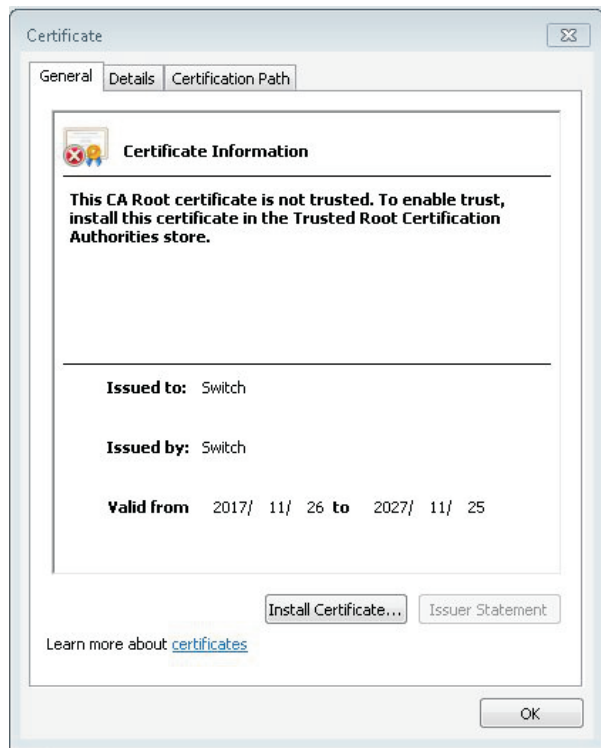 Certificate
General Details Certification Path
Certificate Information
This CA Root certificate is not trusted. To enable trust,
install this certificate in the Trusted Root Certification
Authorities store.
Issued to: Switch
Issued by: Switch
Valid from 2017/ 11/ 26 to 2027/ 11/ 25
Install Certificate... Issuer Statement
Learn more about certificates
OK